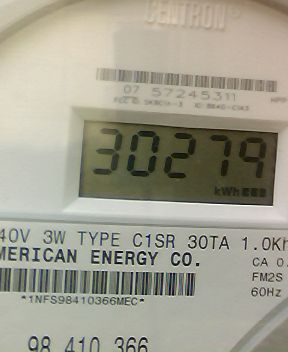 CENTRON®
07 57245311
30279
kWh
40V 3W TYPE C1SR 30TA 1.0Kh
MERICAN ENERGY CO.
CA 0.
FM2S
*1NFS98410366MEC*
60Hz
98 410 366